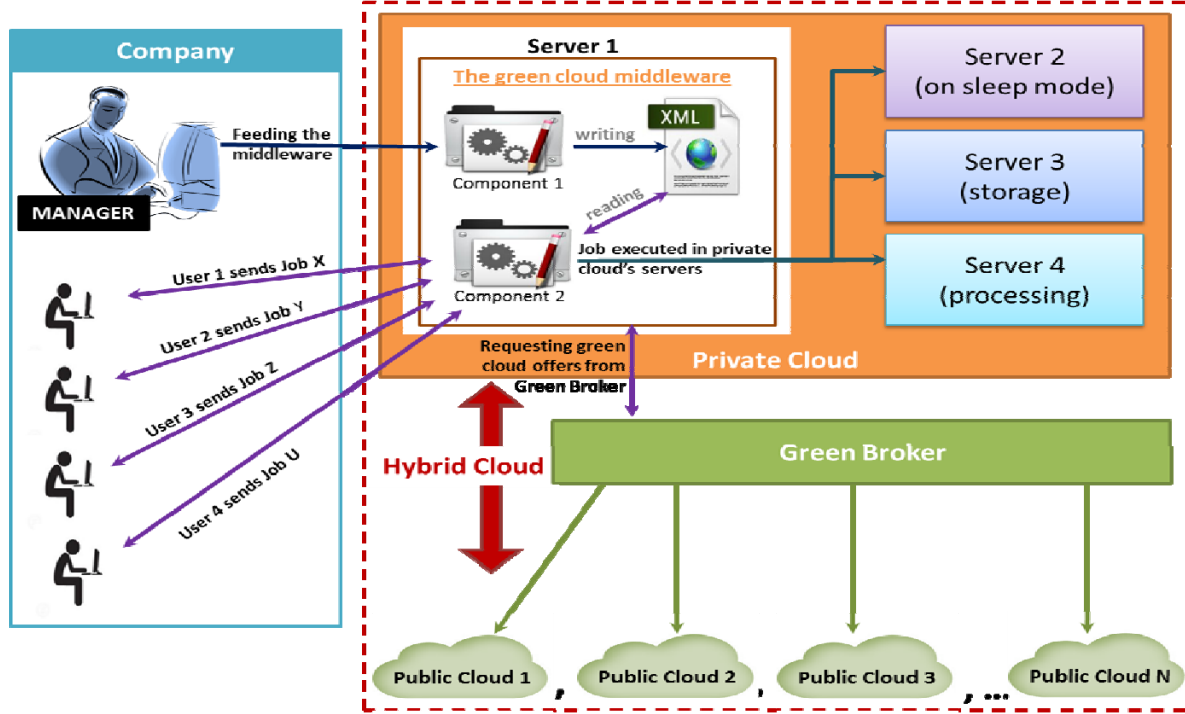 Company
Feeding the
middleware
MANAGER
User 1 sends Job X
User 2 sends Job Y
User 3 sends Job Z
User 4 sends Job U
Server 1
The green cloud middleware
Component 1
writing
XML
reading
Component 2
Job executed in private
cloud's servers
Server 2
(on sleep mode)
Server 3
(storage)
Server 4
(processing)
Private Cloud
Requesting green
cloud offers from
Green Broker
Hybrid Cloud
Green Broker
Public Cloud 1 ,
Public Cloud 2 ,
Public Cloud 3 , ...
Public Cloud N